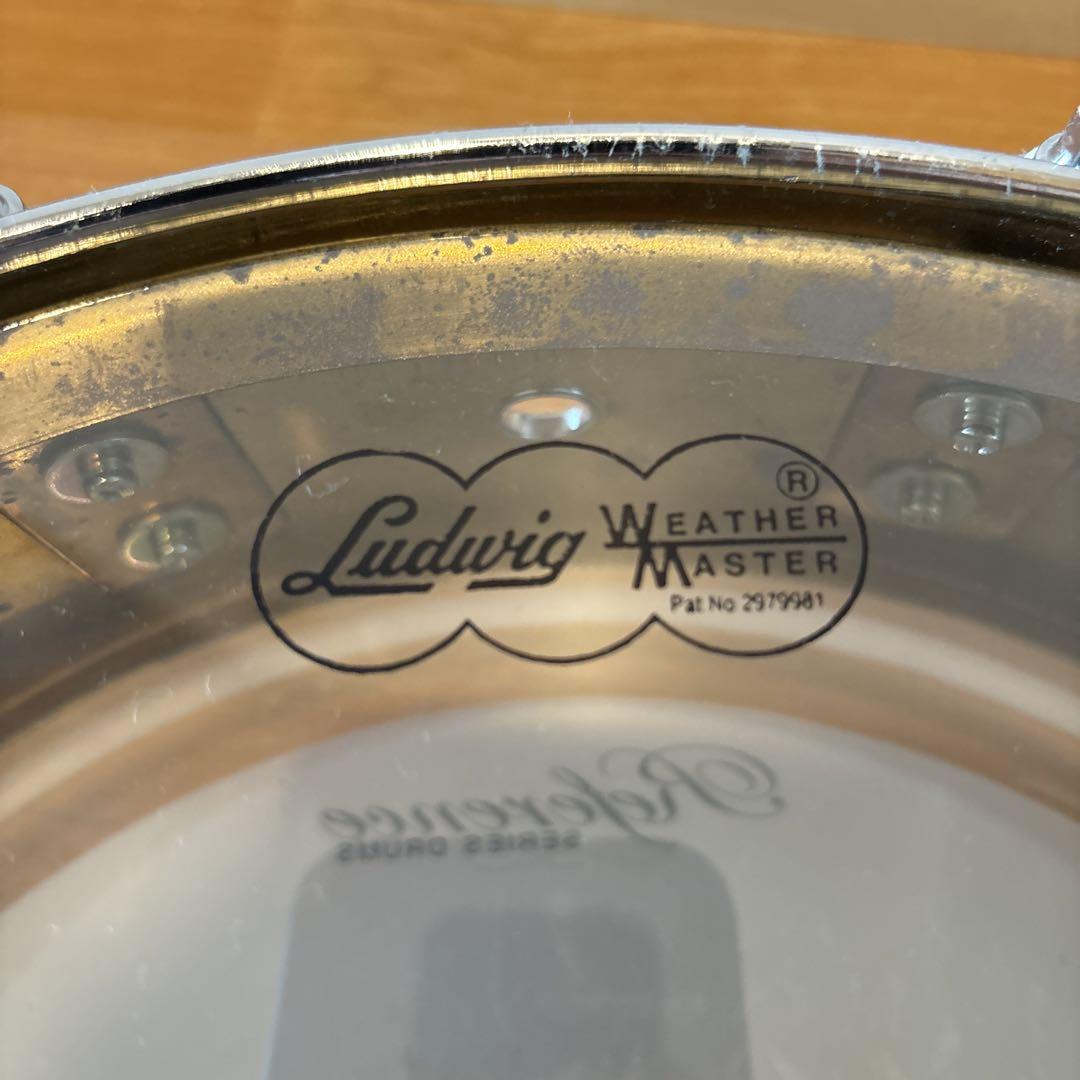 Ludwig WEATHER MASTER ®
Pat No 2979981
Reference
SERIES DRUMS